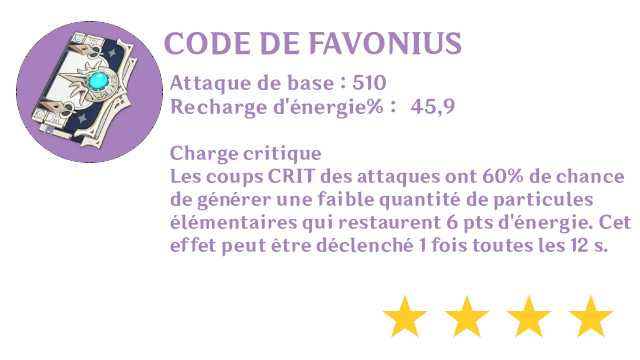 CODE DE FAVONIUS
Attaque de base : 510
Recharge d'énergie% : 45,9
Charge critique
Les coups CRIT des attaques ont 60% de chance
de générer une faible quantité de particules
élémentaires qui restaurent 6 pts d'énergie. Cet
effet peut être déclenché 1 fois toutes les 12 s.